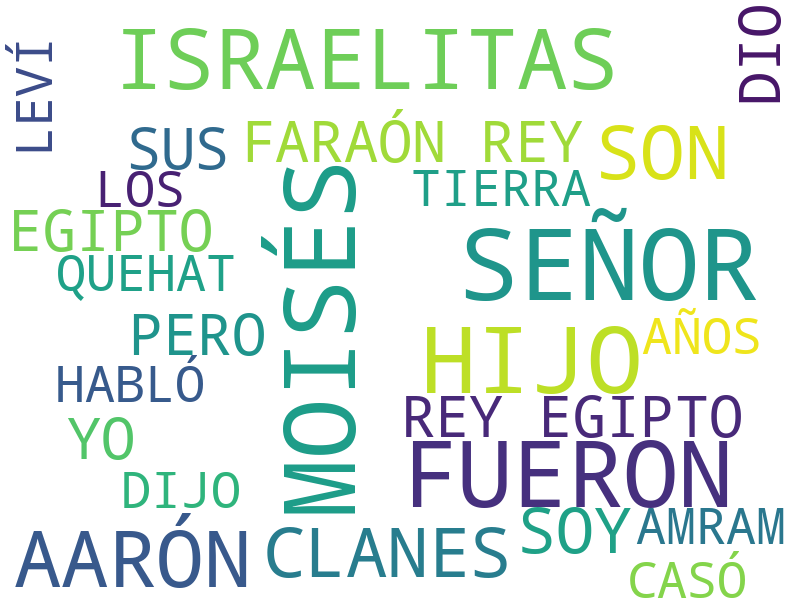 LEVÍ
ISRAELITAS
DIO
SUS
FARAÓN REY
SON
LOS
TIERRA
EGIPTO
MOISÉS
SEÑOR
QUEHAT
PERO
HIJO
AÑOS
HABLÓ
REY EGIPTO
YO
FUERON
DIJO
AARÓN
CLANES
SOY
AMRAM
CASÓ